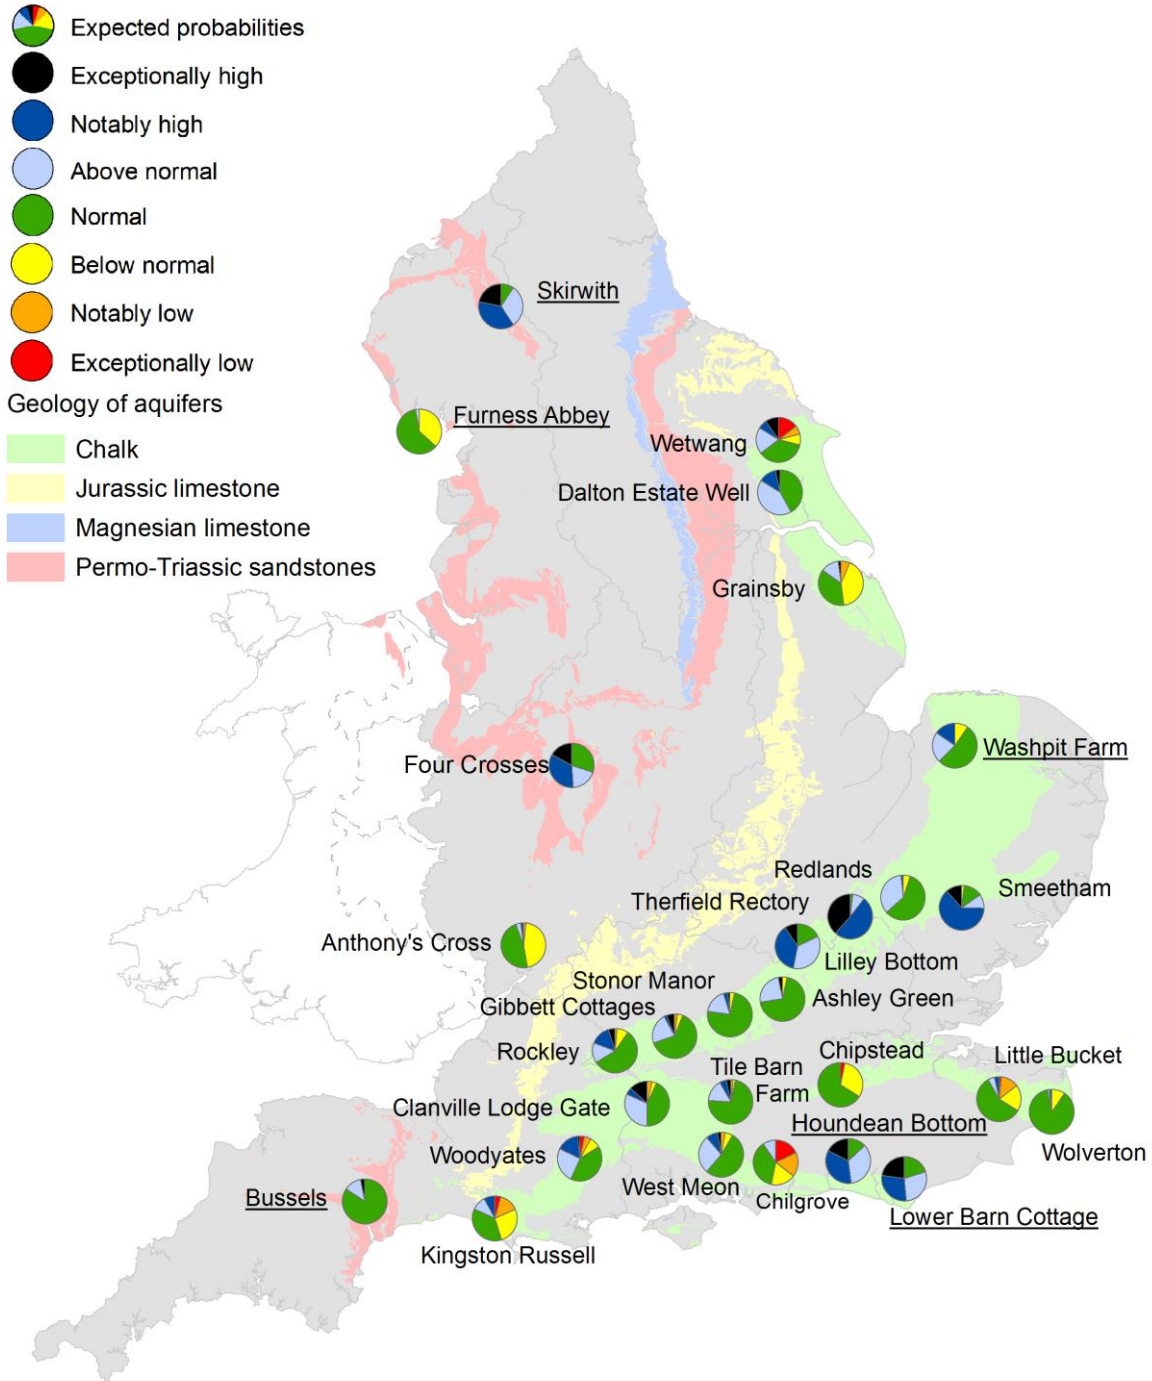 Expected probabilities
Exceptionally high
Notably high
Above normal
Normal
Below normal
Notably low
Exceptionally low
Geology of aquifers
Chalk
Jurassic limestone
Magnesian limestone
Permo-Triassic sandstones
Skirwith
Furness Abbey
Wetwang
Dalton Estate Well
Grainsby
Washpit Farm
Four Crosses
Redlands
Smeetham
Therfield Rectory
Anthony's Cross
Lilley Bottom
Stonor Manor
Ashley Green
Gibbett Cottages
Rockley
Chipstead
Little Bucket
Tile Barn
Farm
Clanville Lodge Gate
Houndean Bottom
Wolverton
Woodyates
West Meon
Chilgrove
Bussels
Lower Barn Cottage
Kingston Russell